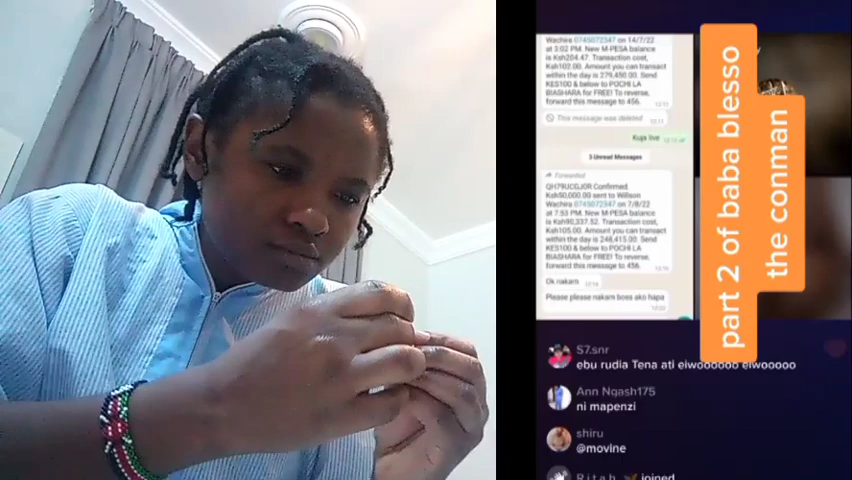 Wachira 0745072347 on 14/7/22
at 3:02 PM. New M-PESA balance
is Ksh204.47. Transaction cost,
Ksh102.00. Amount you can transact
within the day is 279,450.00. Send
KES100 & below to POCHI LA
BIASHARA for FREE! To reverse,
forward this message to 456.
This message was deleted
Kuja live
3 Unread Messages
Forwarded
Confirmed.
sent to Willson
Wachira 0745072347 on 7/8/22
at 7:53 PM. New M-PESA balance
is Ksh90,337.52. Transaction cost,
Ksh105.00. Amount you can transact
within the day is 248,415.00. Send
KES100 & below to POCHI LA
BIASHARA for FREE! To reverse,
forward this message to 456.
Ok nakam
Please please nakam boss ako hapa
part 2 of baba blesso
the conman
S7.snr
ebu rudia Tena ati eiwoooooo eiwooooo
Ann Ngash175
ni mapenzi
shiru
@movine
R i t a h joined